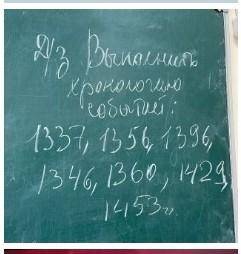 Д/з Выполнить
хронологию
событий:
1337, 1356, 1396,
1346, 1360, 1429,
1453 г.